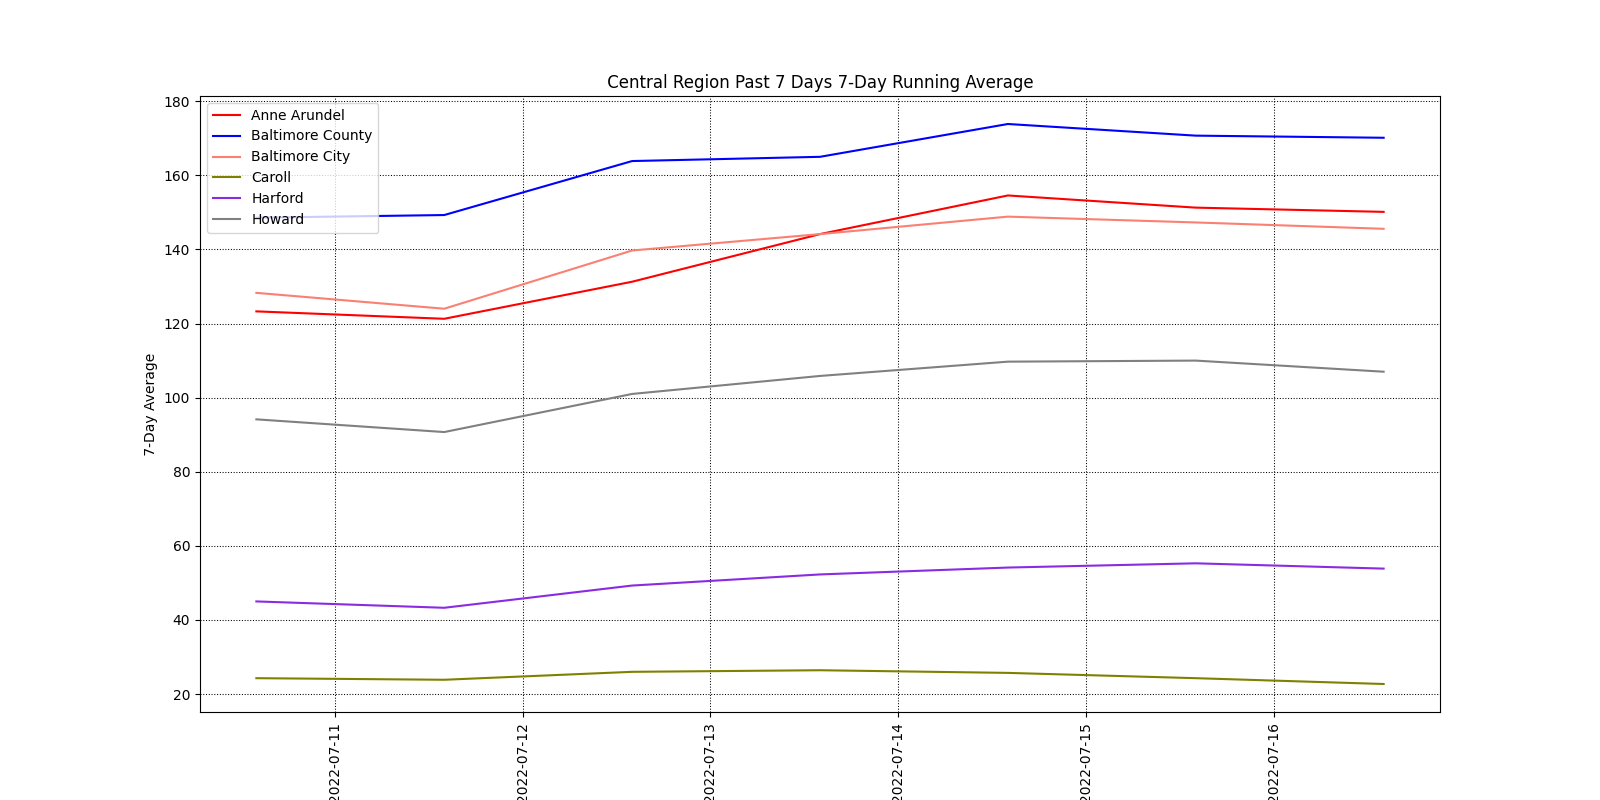 Central Region Past 7 Days 7-Day Running Average
Anne Arundel
Baltimore County
Baltimore City
Caroll
Harford
Howard
7-Day Average
180
160
140
120
100
80
60
40
20
2022-07-11
2022-07-12
2022-07-13
2022-07-14
2022-07-15
2022-07-16